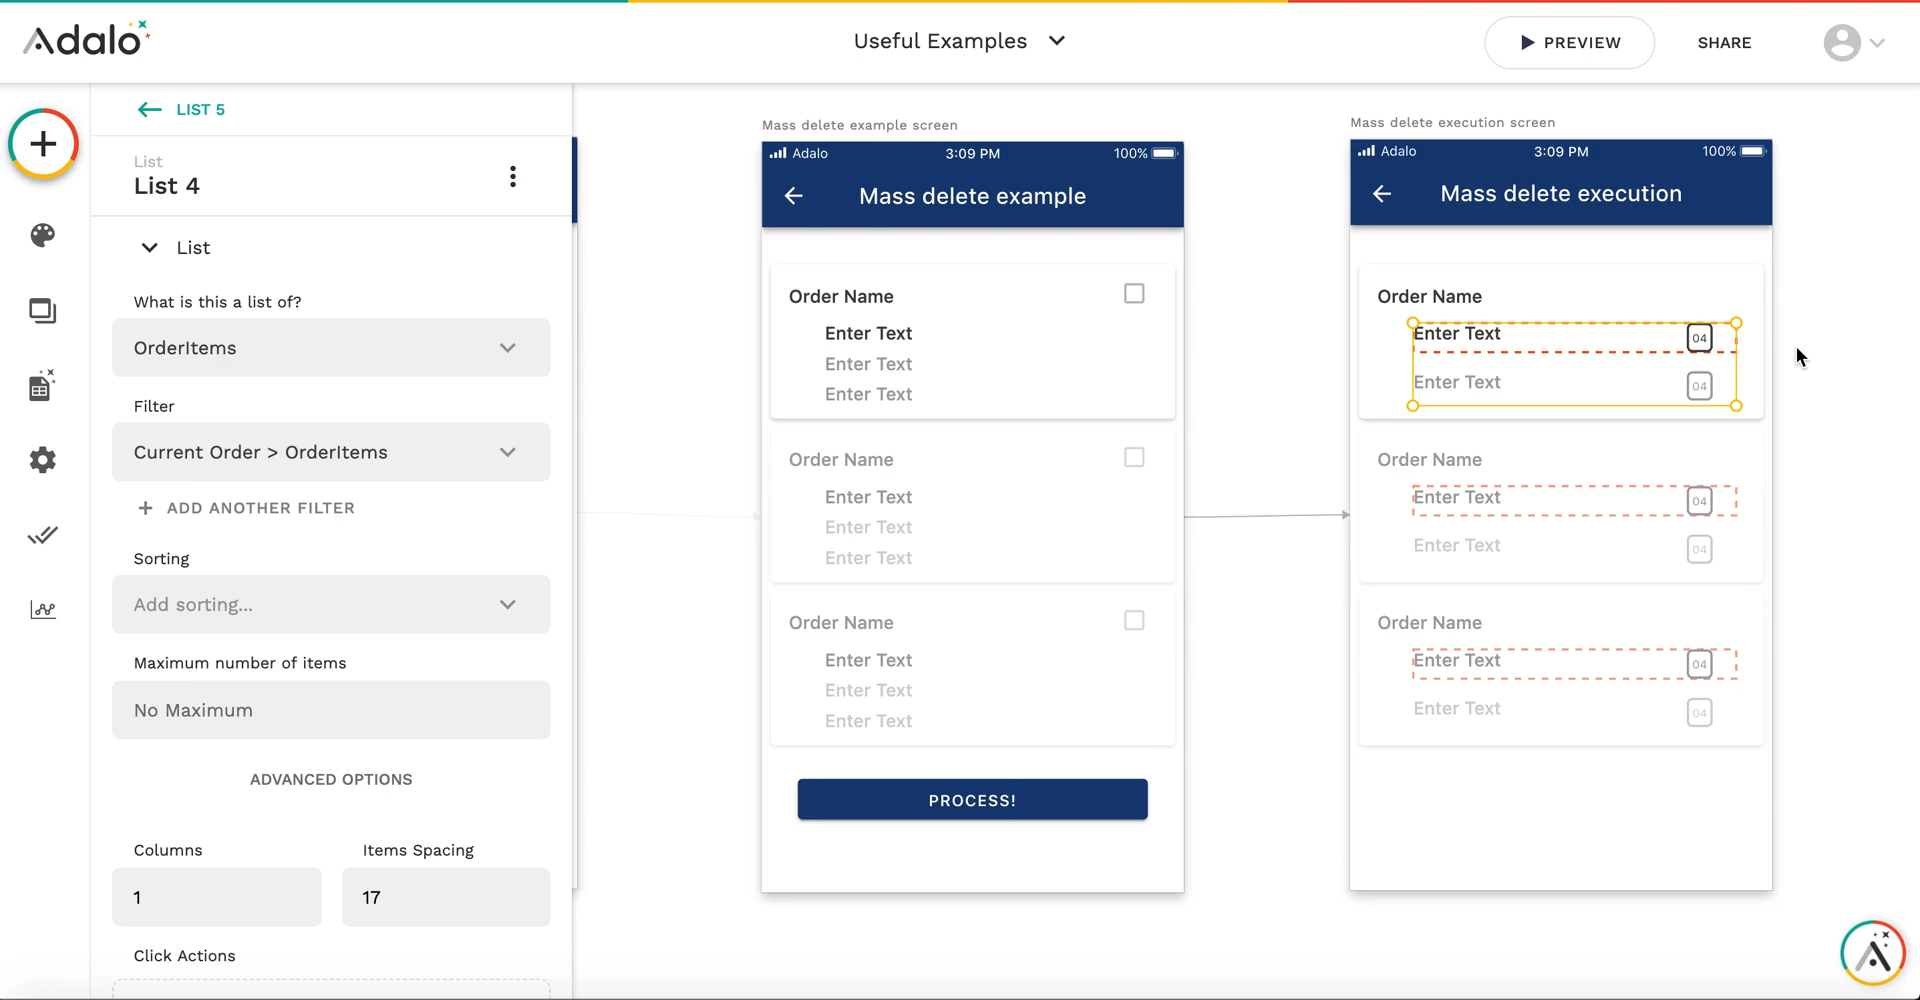 Adalo
Useful Examples
PREVIEW
SHARE
LIST 5
List
List 4
List
What is this a list of?
OrderItems
Filter
Current Order > OrderItems
+ ADD ANOTHER FILTER
Sorting
Add sorting...
Maximum number of items
No Maximum
ADVANCED OPTIONS
Columns
Items Spacing
1
17
Click Actions
Mass delete example screen
Adalo
3:09 PM
100%
Mass delete example
Order Name
Enter Text
Enter Text
Enter Text
Order Name
Enter Text
Enter Text
Enter Text
Order Name
Enter Text
Enter Text
Enter Text
PROCESS!
Mass delete execution screen
Adalo
3:09 PM
100%
Mass delete execution
Order Name
Enter Text
04
Enter Text
04
Order Name
Enter Text
04
Enter Text
04
Order Name
Enter Text
04
Enter Text
04